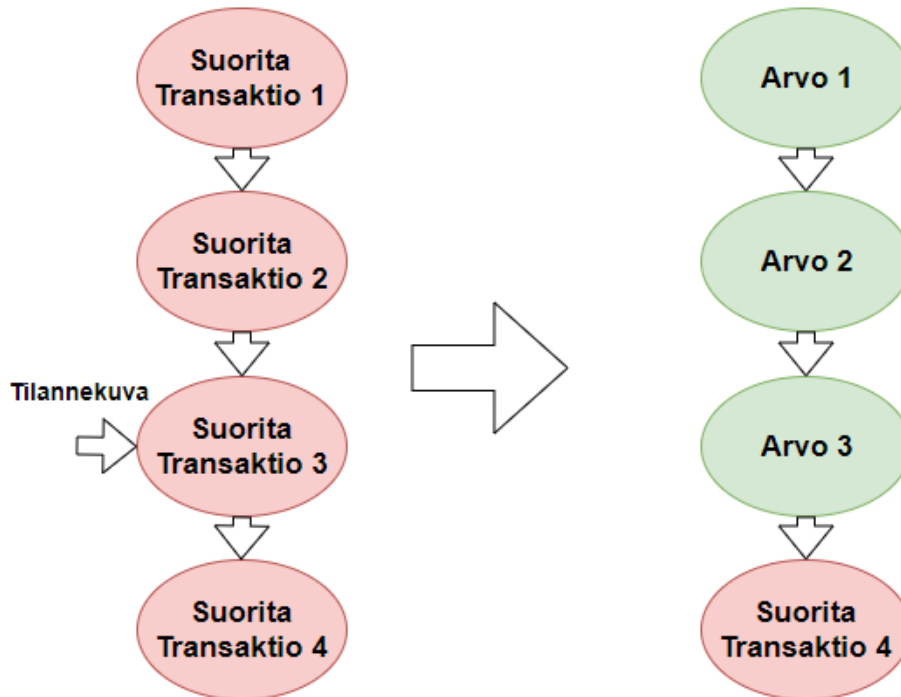 Suorita
Transaktio 1
Suorita
Transaktio 2
Tilannekuva
Suorita
Transaktio 3
Suorita
Transaktio 4
Arvo 1
Arvo 2
Arvo 3
Suorita
Transaktio 4